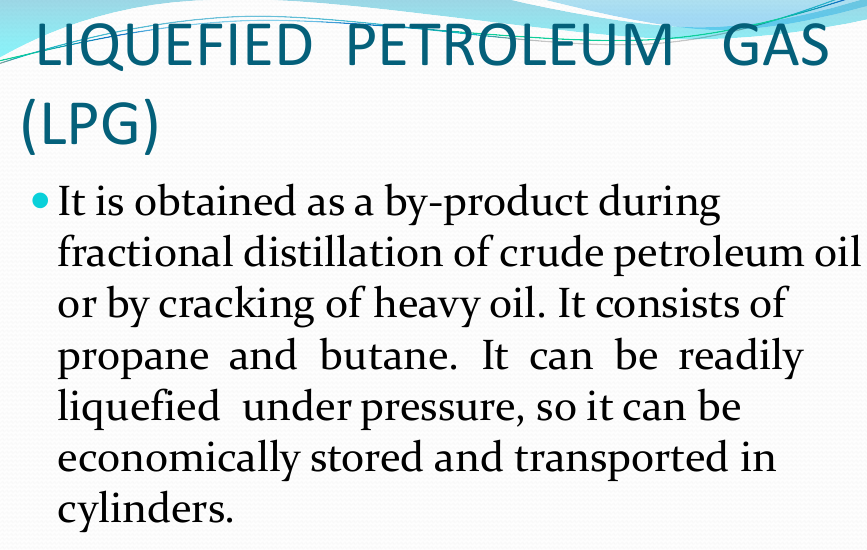 LIQUEFIED PETROLEUM GAS
(LPG)
• It is obtained as a by-product during
fractional distillation of crude petroleum oil
or by cracking of heavy oil. It consists of
propane and butane. It can be readily
liquefied under pressure, so it can be
economically stored and transported in
cylinders.